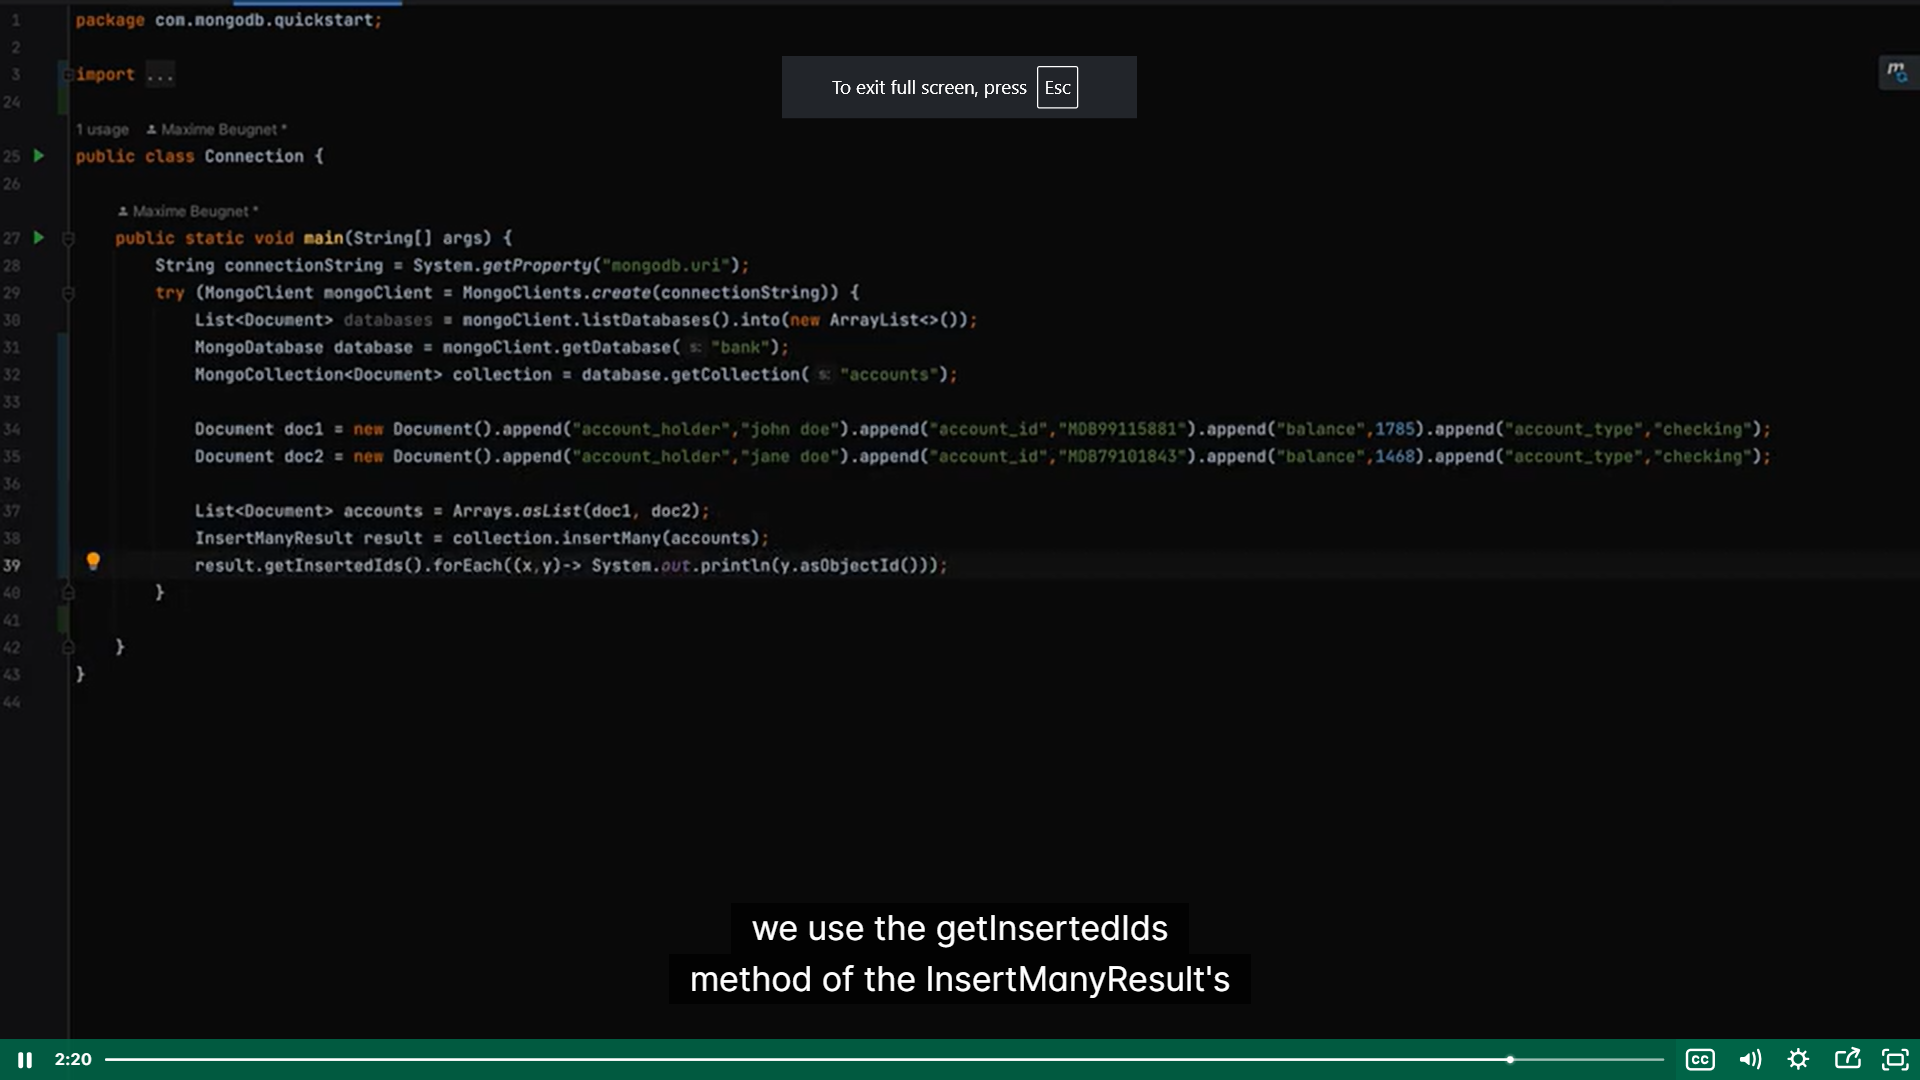 1 package com.mongodb.quickstart;
2
3 import ...
24
1 usage Maxime Beugnet *
25 public class Connection {
26
Maxime Beugnet *
27 public static void main(String[] args) {
28 String connectionString = System.getProperty("mongodb.uri");
29 try (MongoClient mongoClient = MongoClients.create(connectionString)) {
30 List<Document> databases = mongoClient.listDatabases().into(new ArrayList<>());
31 MongoDatabase database = mongoClient.getDatabase( s: "bank");
32 MongoCollection<Document> collection = database.getCollection( s: "accounts");
33
34 Document doc1 = new Document().append("account_holder","john doe").append("account_id","MDB99115881").append("balance",1785).append("account_type","checking");
35 Document doc2 = new Document().append("account_holder","jane doe").append("account_id","MDB79101843").append("balance",1468).append("account_type","checking");
36
37 List<Document> accounts = Arrays.asList(doc1, doc2);
38 InsertManyResult result = collection.insertMany(accounts);
39 result.getInsertedIds().forEach((x,y)-> System.out.println(y.asObjectId()));
40 }
41
42 }
43 }
44
To exit full screen, press Esc
m
we use the getInsertedIds
method of the InsertManyResult's
2:20
CC